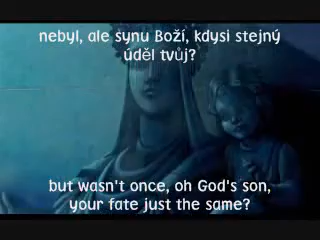 nebyl, ale synu Boží, kdysi stejný
úděl tvůj?
but wasn't once, oh God's son,
your fate just the same?